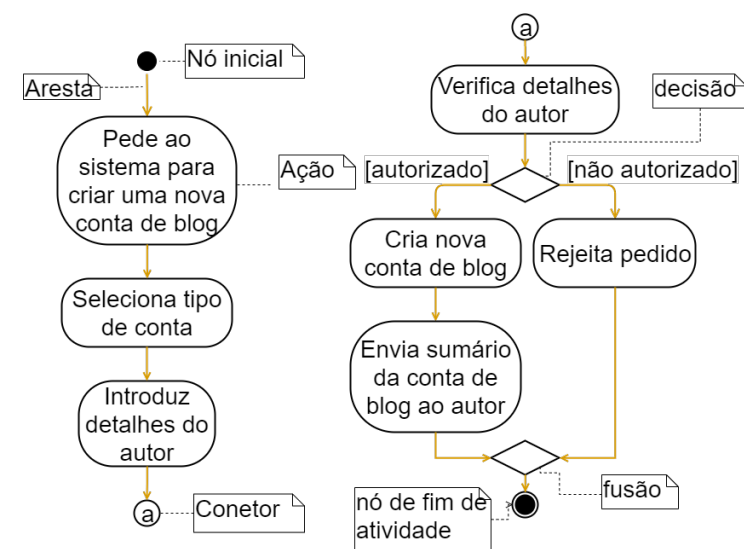 Nó inicial
Aresta
Pede ao
sistema para
criar uma nova
conta de blog
Ação
Seleciona tipo
de conta
Introduz
detalhes do
autor
a
Conetor
a
Verifica detalhes
do autor
decisão
[autorizado]
[não autorizado]
Cria nova
conta de blog
Rejeita pedido
Envia sumário
da conta de
blog ao autor
fusão
nó de fim de
atividade